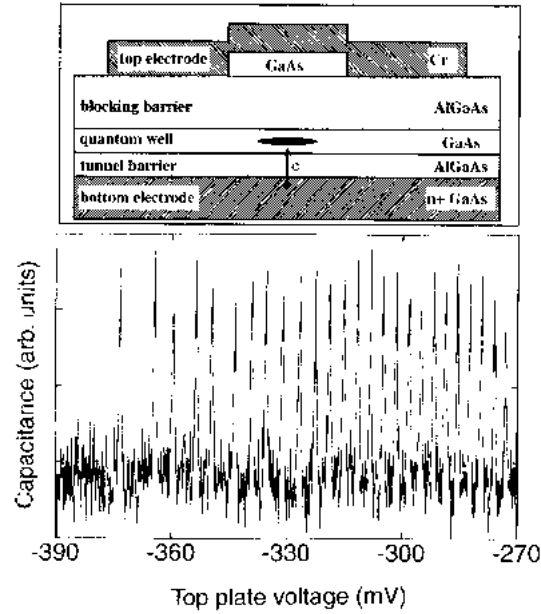 top electrode GaAs Cr
blocking barrier AlGaAs
quantum well GaAs
tunnel barrier e AlGaAs
bottom electrode n+ GaAs
Capacitance (arb. units)
-390 -360 -330 -300 -270
Top plate voltage (mV)